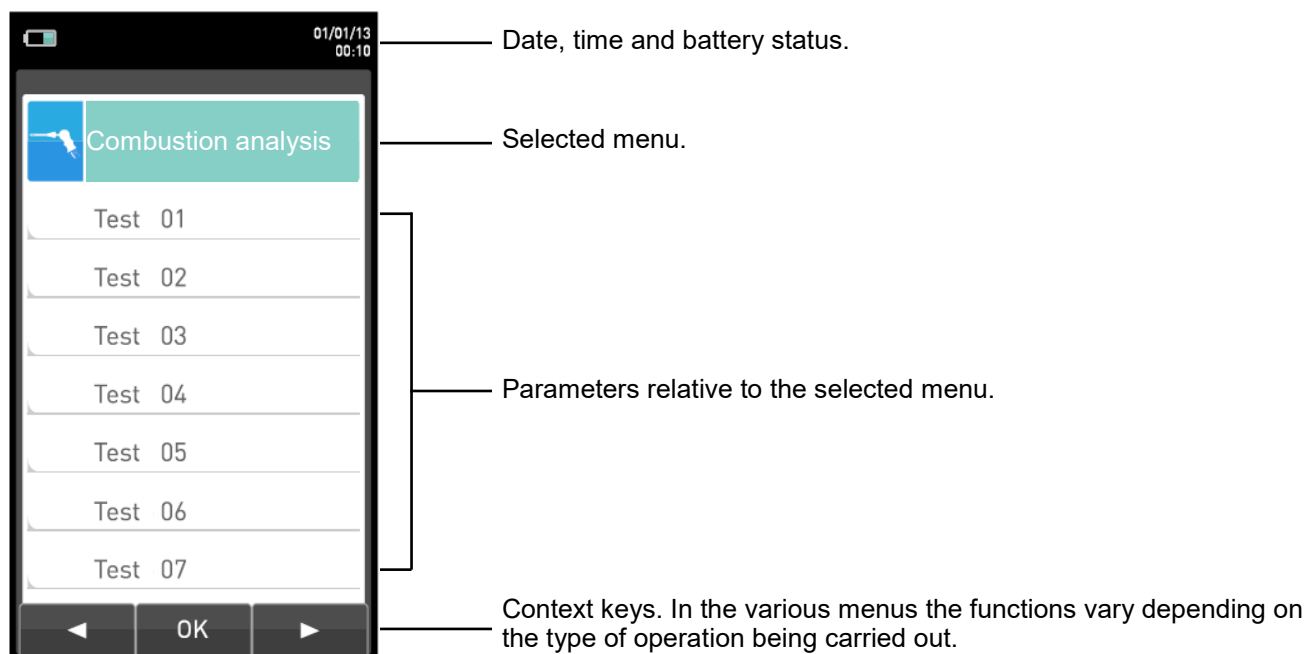 01/01/13
00:10
Date, time and battery status.
Combustion analysis
Selected menu.
Test 01
Test 02
Test 03
Test 04
Test 05
Test 06
Test 07
Parameters relative to the selected menu.
◄ OK ►
Context keys. In the various menus the functions vary depending on
the type of operation being carried out.